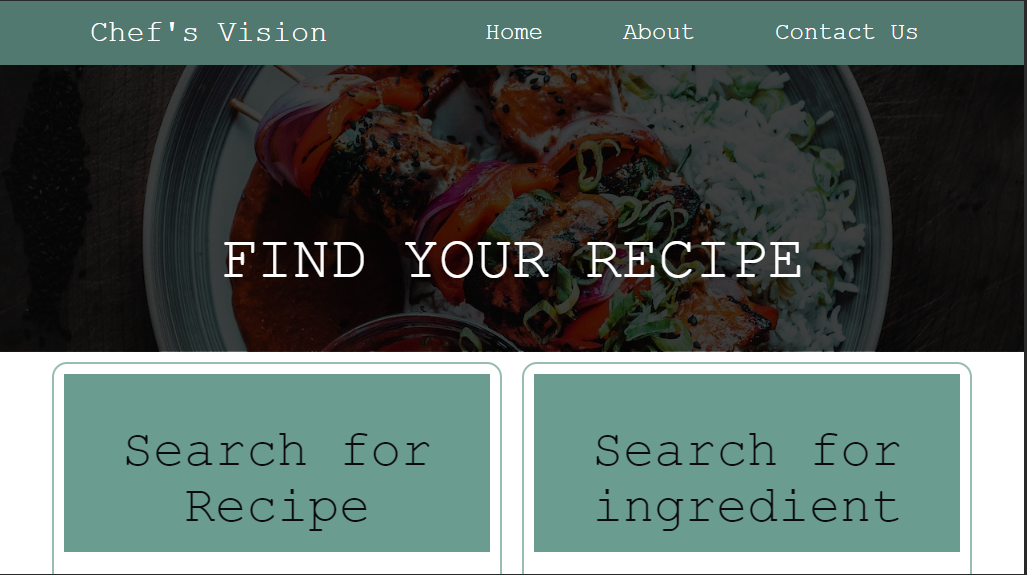 Chef's Vision Home About Contact Us
FIND YOUR RECIPE
Search for
Recipe
Search for
ingredient